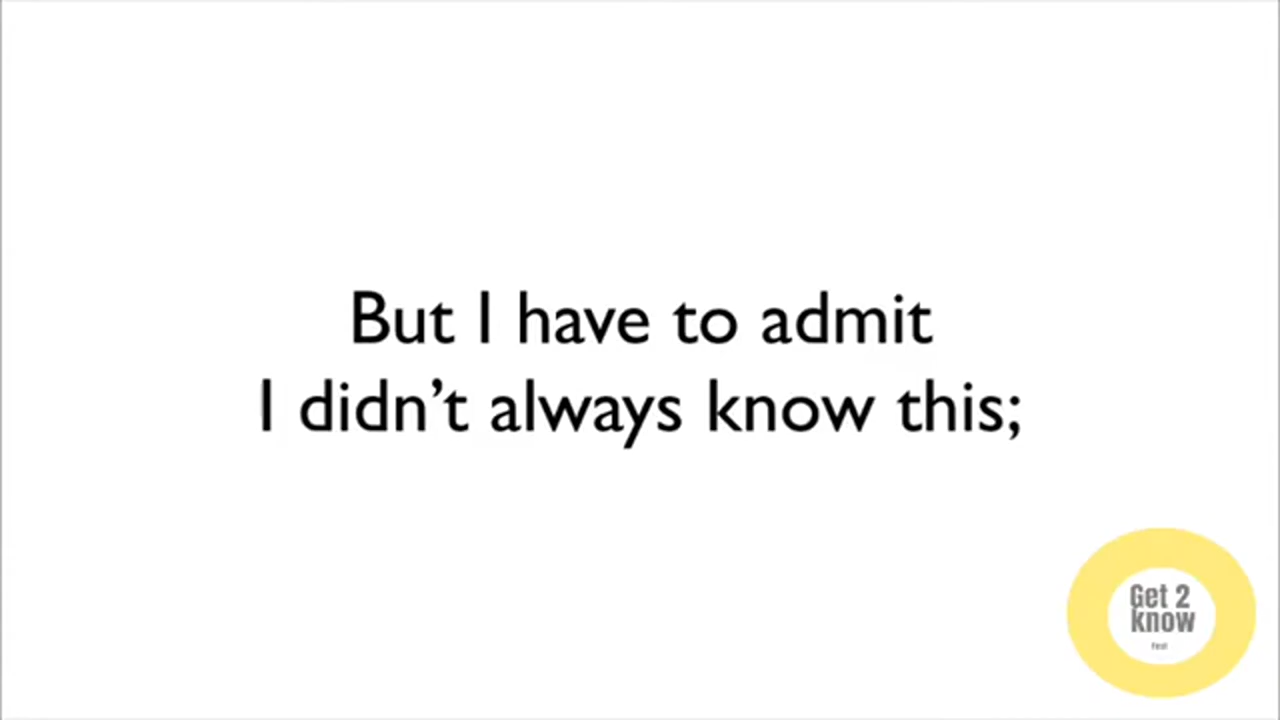 But I have to admit
I didn't always know this;
Get 2
know